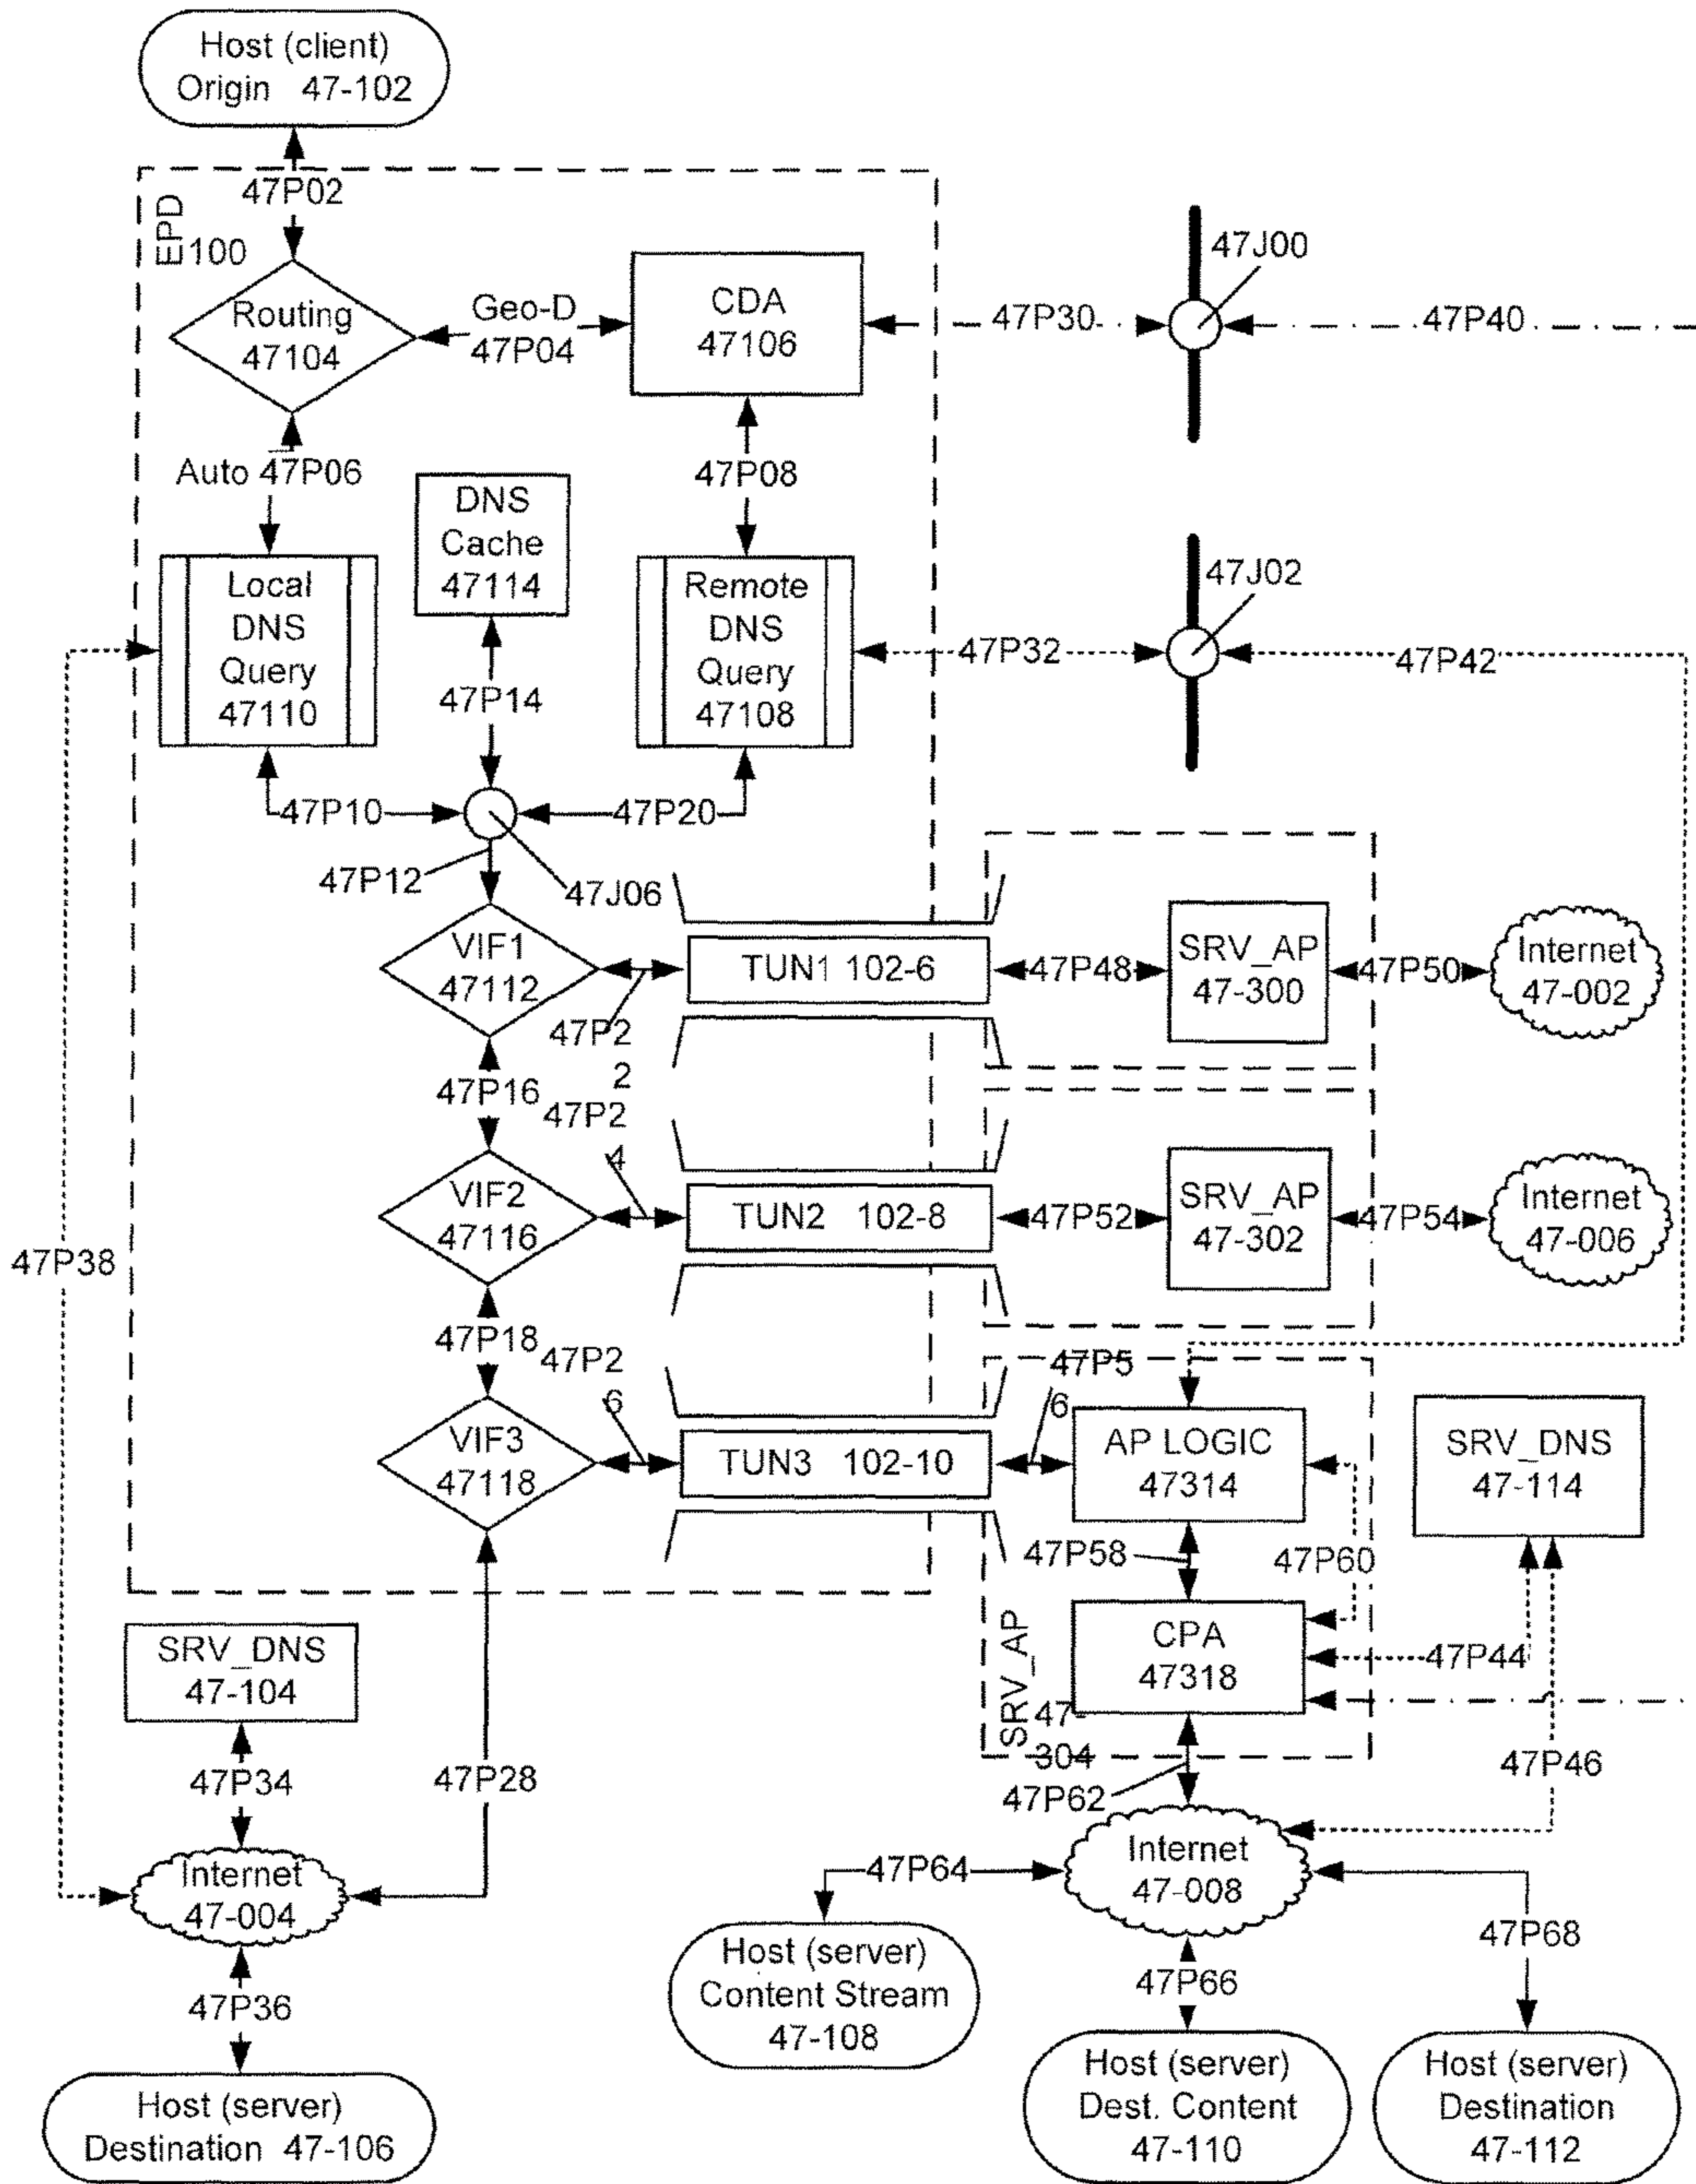 Host (client)
Origin 47-102
47P02
EPD
100
Routing
47104
Geo-D
47P04
CDA
47106
47P30
47J00
47P40
Auto 47P06
47P08
DNS
Cache
47114
Local
DNS
Query
47110
Remote
DNS
Query
47108
47P32
47J02
47P42
47P14
47P10
47P20
47P12
47J06
VIF1
47112
TUN1 102-6
47P48
SRV_AP
47-300
47P50
Internet
47-002
47P2
2
47P16
47P2
4
VIF2
47116
TUN2 102-8
47P52
SRV_AP
47-302
47P54
Internet
47-006
47P38
47P18
47P2
6
47P5
6
VIF3
47118
TUN3 102-10
AP LOGIC
47314
SRV_DNS
47-114
47P58
47P60
SRV_DNS
47-104
CPA
47318
47P44
SRV_AP
47-
304
47P34
47P28
47P62
47P46
Internet
47-004
47P64
Internet
47-008
47P36
Host (server)
Content Stream
47-108
47P66
47P68
Host (server)
Destination 47-106
Host (server)
Dest. Content
47-110
Host (server)
Destination
47-112